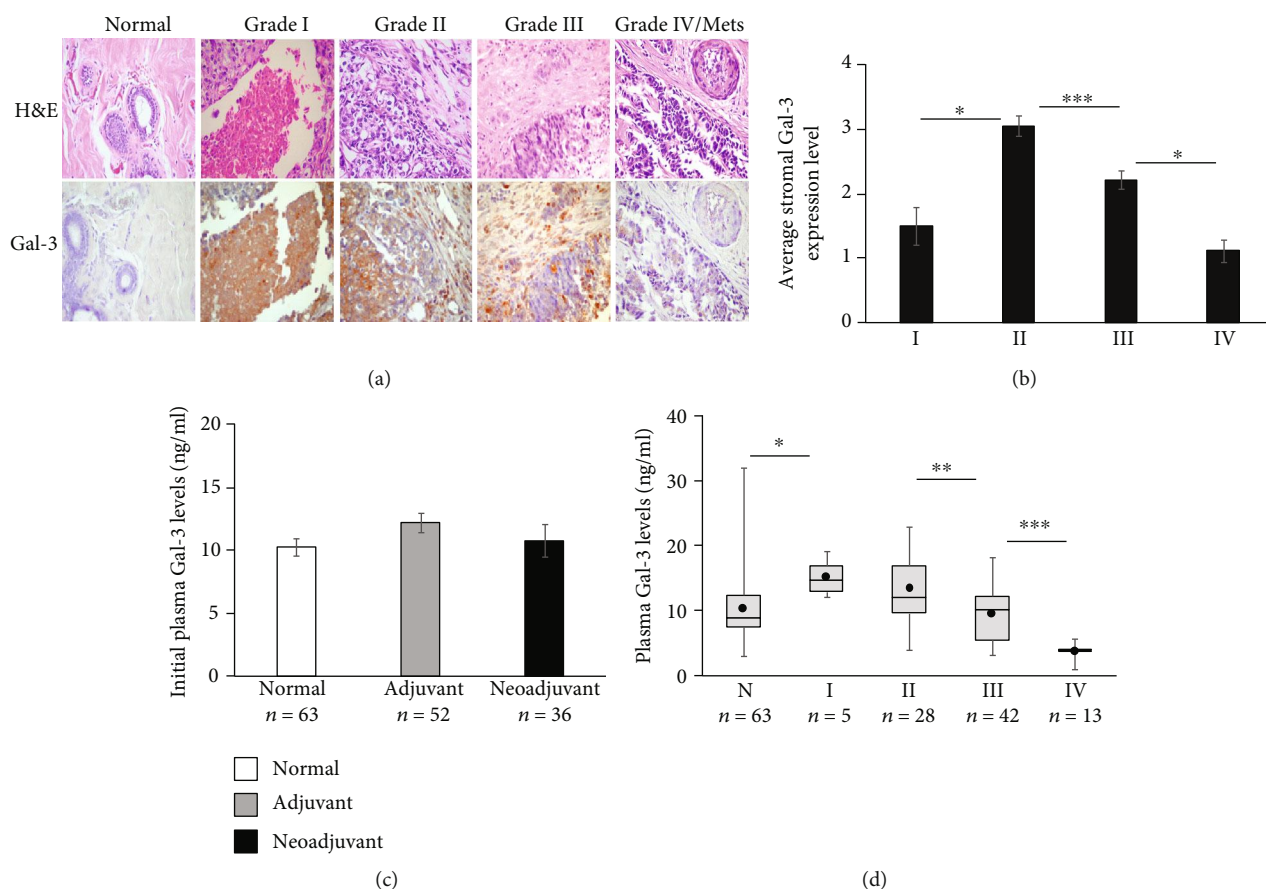 Normal Grade I Grade II Grade III Grade IV/Mets
H&E
Gal-3
(a)
Average stromal Gal-3
expression level
4
3
2
1
0
* *** *
I II III IV
(b)
Initial plasma Gal-3 levels (ng/ml)
20
15
10
5
0
Normal Adjuvant Neoadjuvant
n = 63 n = 52 n = 36
Normal
Adjuvant
Neoadjuvant
(c)
Plasma Gal-3 levels (ng/ml)
40
30
20
10
0
* ** ***
N I II III IV
n = 63 n = 5 n = 28 n = 42 n = 13
(d)